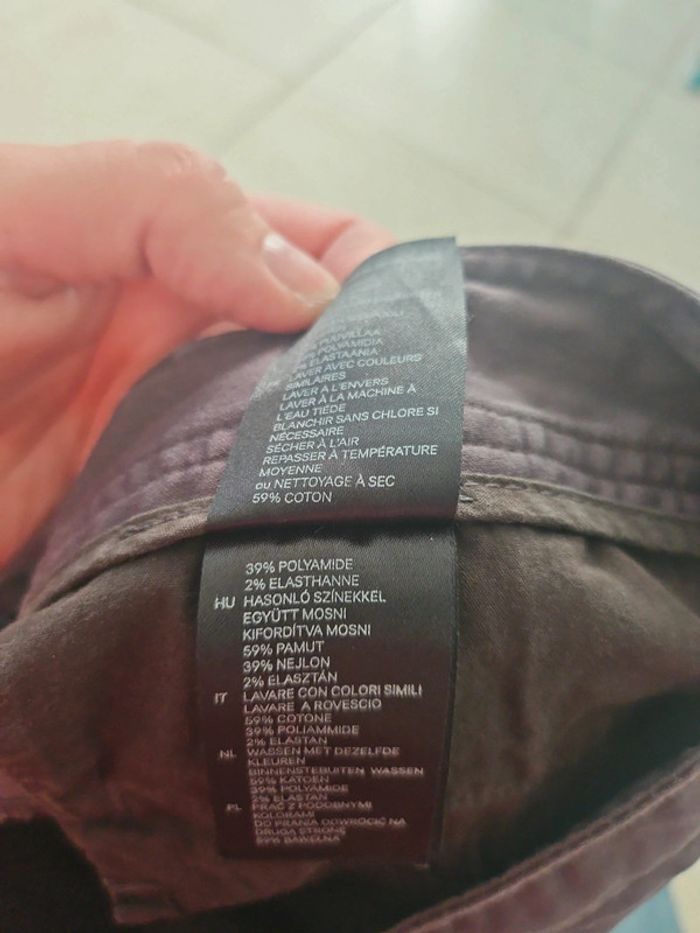 PUUVILLAA
POLYAMIDIA
ELASTAANIA
LAVER AVEC COULEURS
SIMILAIRES
LAVER À L'ENVERS
LAVER À LA MACHINE À
L'EAU TIÈDE
BLANCHIR SANS CHLORE SI
NÉCESSAIRE
SÉCHER À L'AIR
REPASSER À TEMPÉRATURE
MOYENNE
ou NETTOYAGE À SEC
59% COTON
39% POLYAMIDE
2% ELASTHANNE
HU HASONLÓ SZÍNEKKEL
EGYÜTT MOSNI
KIFORDÍTVA MOSNI
59% PAMUT
39% NEJLON
2% ELASZTÁN
IT LAVARE CON COLORI SIMILI
LAVARE A ROVESCIO
59% COTONE
39% POLIAMMIDE
2% ELASTAN
NL WASSEN MET DEZELFDE
KLEUREN
BINNENSTEBUITEN WASSEN
59% KATOEN
39% POLYAMIDE
2% ELASTAN
PL PRAĆ Z PODOBNYMI
KOLORAMI
DO PRANIA ODWRÓCIĆ NA
DRUGĄ STRONĘ
59% BAWEŁNA